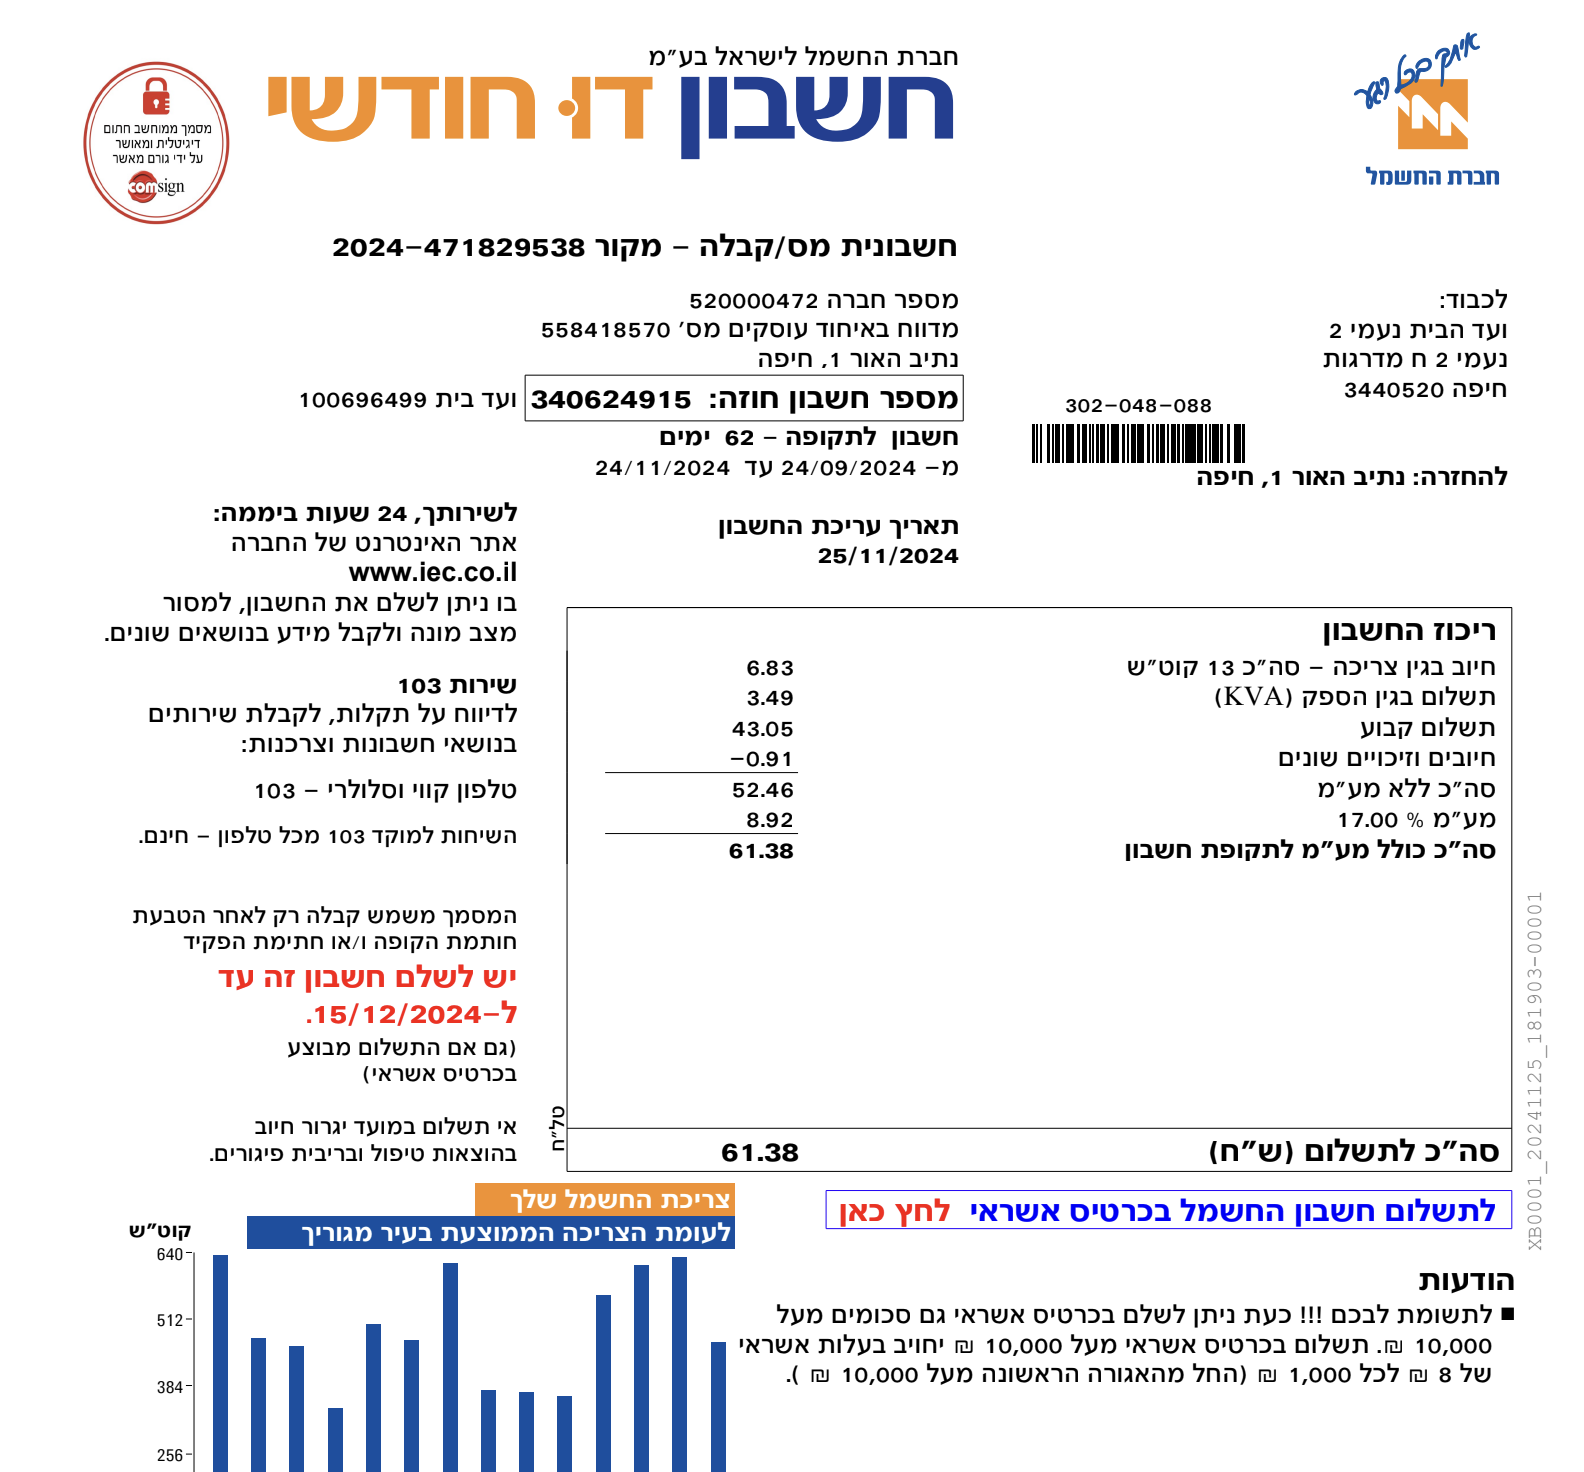 איתך בכל רגע
חברת החשמל
חברת החשמל לישראל בע"מ
חשבון דו-חודשי
מסמך ממוחשב חתום
דיגיטלית ומאושר
על ידי גורם מאשר
comsign
חשבונית מס/קבלה – מקור 2024–471829538
לכבוד:
ועד הבית נעמי 2
נעמי 2 ח מדרגות
חיפה 3440520
302–048–088
להחזרה: נתיב האור 1, חיפה
מספר חברה 520000472
מדווח באיחוד עוסקים מס' 558418570
נתיב האור 1, חיפה
מספר חשבון חוזה: 340624915
ועד בית 100696499
חשבון לתקופה – 62 ימים
מ– 24/09/2024 עד 24/11/2024
תאריך עריכת החשבון
25/11/2024
לשירותך, 24 שעות ביממה:
אתר האינטרנט של החברה
www.iec.co.il
בו ניתן לשלם את החשבון, למסור
מצב מונה ולקבל מידע בנושאים שונים.
שירות 103
לדיווח על תקלות, לקבלת שירותים
בנושאי חשבונות וצרכנות:
טלפון קווי וסלולרי – 103
השיחות למוקד 103 מכל טלפון – חינם.
המסמך משמש קבלה רק לאחר הטבעת
חותמת הקופה ו/או חתימת הפקיד
יש לשלם חשבון זה עד
ל–15/12/2024.
(גם אם התשלום מבוצע
בכרטיס אשראי)
אי תשלום במועד יגרור חיוב
בהוצאות טיפול ובריבית פיגורים.
ריכוז החשבון
חיוב בגין צריכה – סה"כ 13 קוט"ש 6.83
תשלום בגין הספק (KVA) 3.49
תשלום קבוע 43.05
חיובים וזיכויים שונים –0.91
סה"כ ללא מע"מ 52.46
מע"מ % 17.00 8.92
סה"כ כולל מע"מ לתקופת חשבון 61.38
סה"כ לתשלום (ש"ח) 61.38
טל"ח
XB0001_20241125_181903-00001
לתשלום חשבון החשמל בכרטיס אשראי לחץ כאן
הודעות
■ לתשומת לבכם !!! כעת ניתן לשלם בכרטיס אשראי גם סכומים מעל
10,000 ₪. תשלום בכרטיס אשראי מעל 10,000 ₪ יחויב בעלות אשראי
של 8 ₪ לכל 1,000 ₪ (החל מהאגורה הראשונה מעל 10,000 ₪ ).
צריכת החשמל שלך
לעומת הצריכה הממוצעת בעיר מגוריך
קוט"ש
640
512
384
256